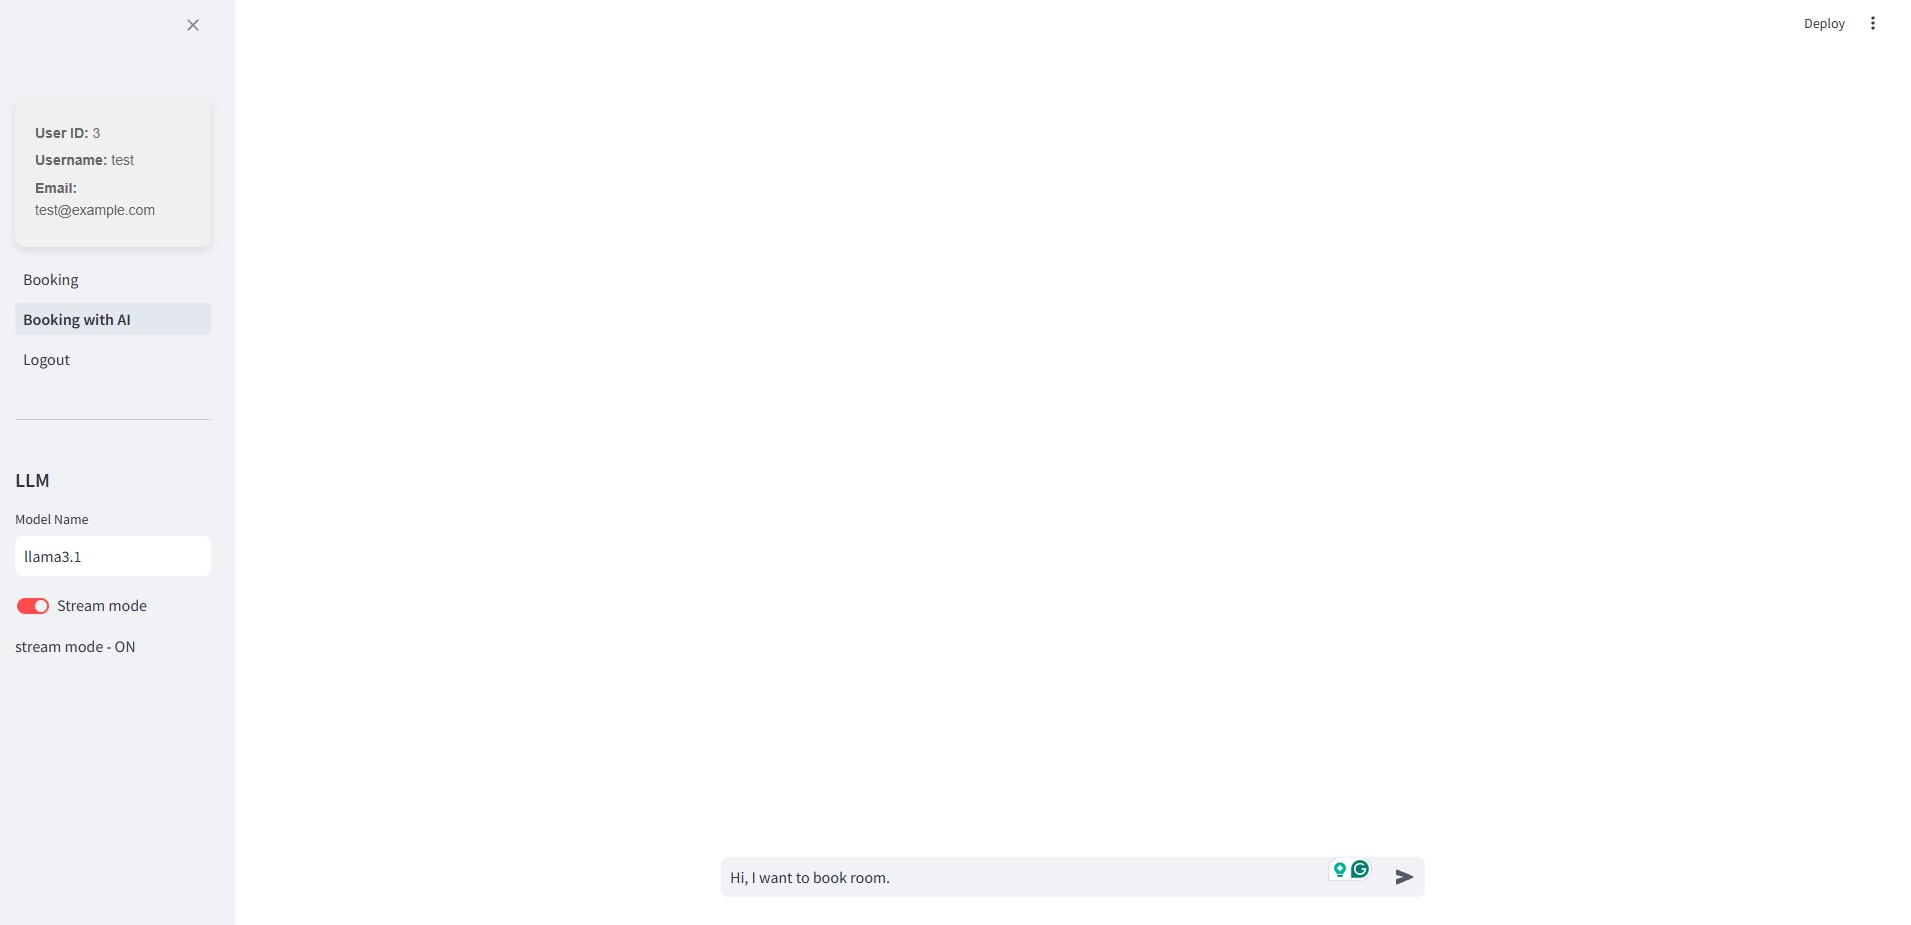 Deploy
User ID: 3
Username: test
Email:
test@example.com
Booking
Booking with AI
Logout
LLM
Model Name
llama3.1
Stream mode
stream mode - ON
Hi, I want to book room.